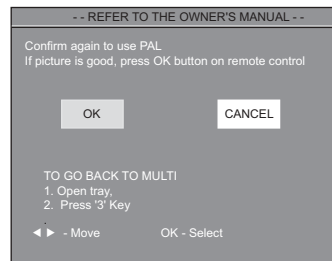 - - REFER TO THE OWNER'S MANUAL - -
Confirm again to use PAL
If picture is good, press OK button on remote control
OK CANCEL
TO GO BACK TO MULTI
1. Open tray,
2. Press '3' Key
.
◄ ► - Move OK - Select